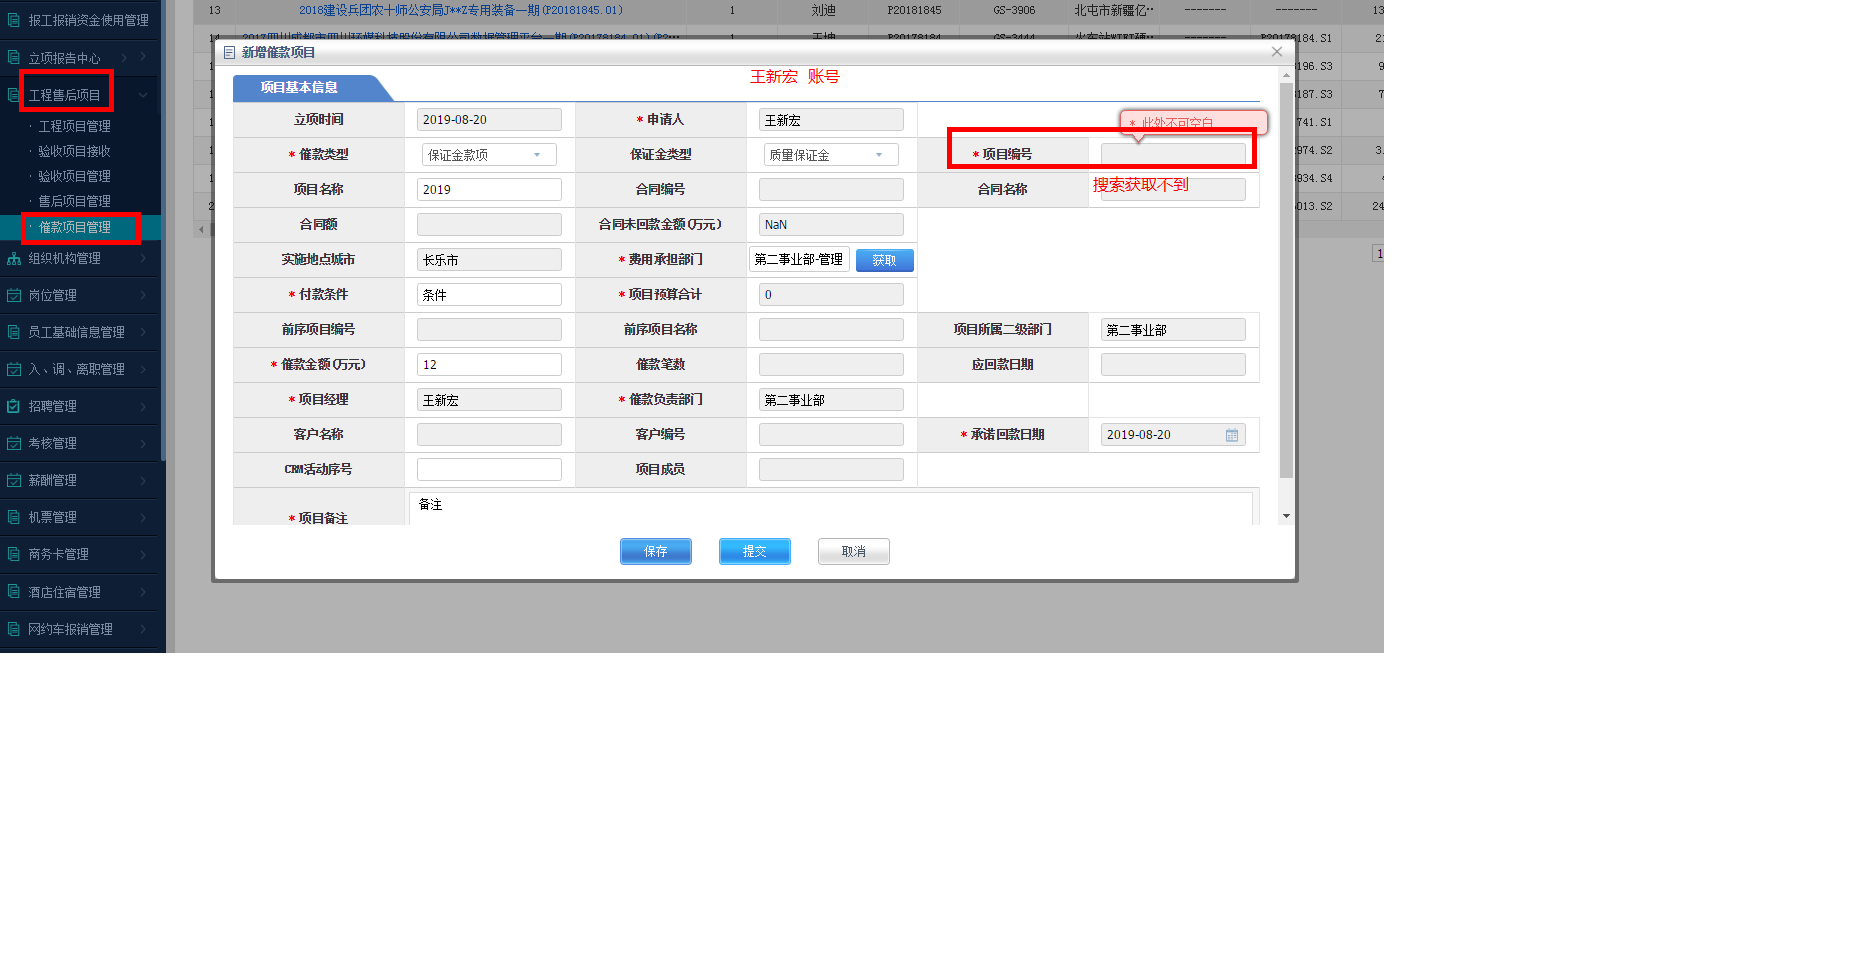 报工报销资金使用管理
立项报告中心
工程售后项目
工程项目管理
验收项目接收
验收项目管理
售后项目管理
催款项目管理
组织机构管理
岗位管理
员工基础信息管理
入、调、离职管理
招聘管理
考核管理
薪酬管理
机票管理
商务卡管理
酒店住宿管理
网约车报销管理
13 2018建设兵团农十师公安局J**Z专用装备一期(P20181845.01) 1 刘迪 P20181845 GS-3906 北屯市新疆亿… ------- ------- 13
新增催款项目
王新宏 账号
项目基本信息
立项时间 2019-08-20 * 申请人 王新宏
* 此处不可空白
* 催款类型 保证金款项 保证金类型 质量保证金 * 项目编号
项目名称 2019 合同编号 合同名称
搜索获取不到
合同额 合同未回款金额(万元) NaN
实施地点城市 长乐市 * 费用承担部门 第二事业部-管理 获取
* 付款条件 条件 * 项目预算合计 0
前序项目编号 前序项目名称 项目所属二级部门 第二事业部
* 催款金额(万元) 12 催款笔数 应回款日期
* 项目经理 王新宏 * 催款负责部门 第二事业部
客户名称 客户编号 * 承诺回款日期 2019-08-20
CRM活动序号 项目成员
* 项目备注 备注
保存 提交 取消
184.S1
196.S3
187.S3
741.S1
974.S2
934.S4
013.S2 24